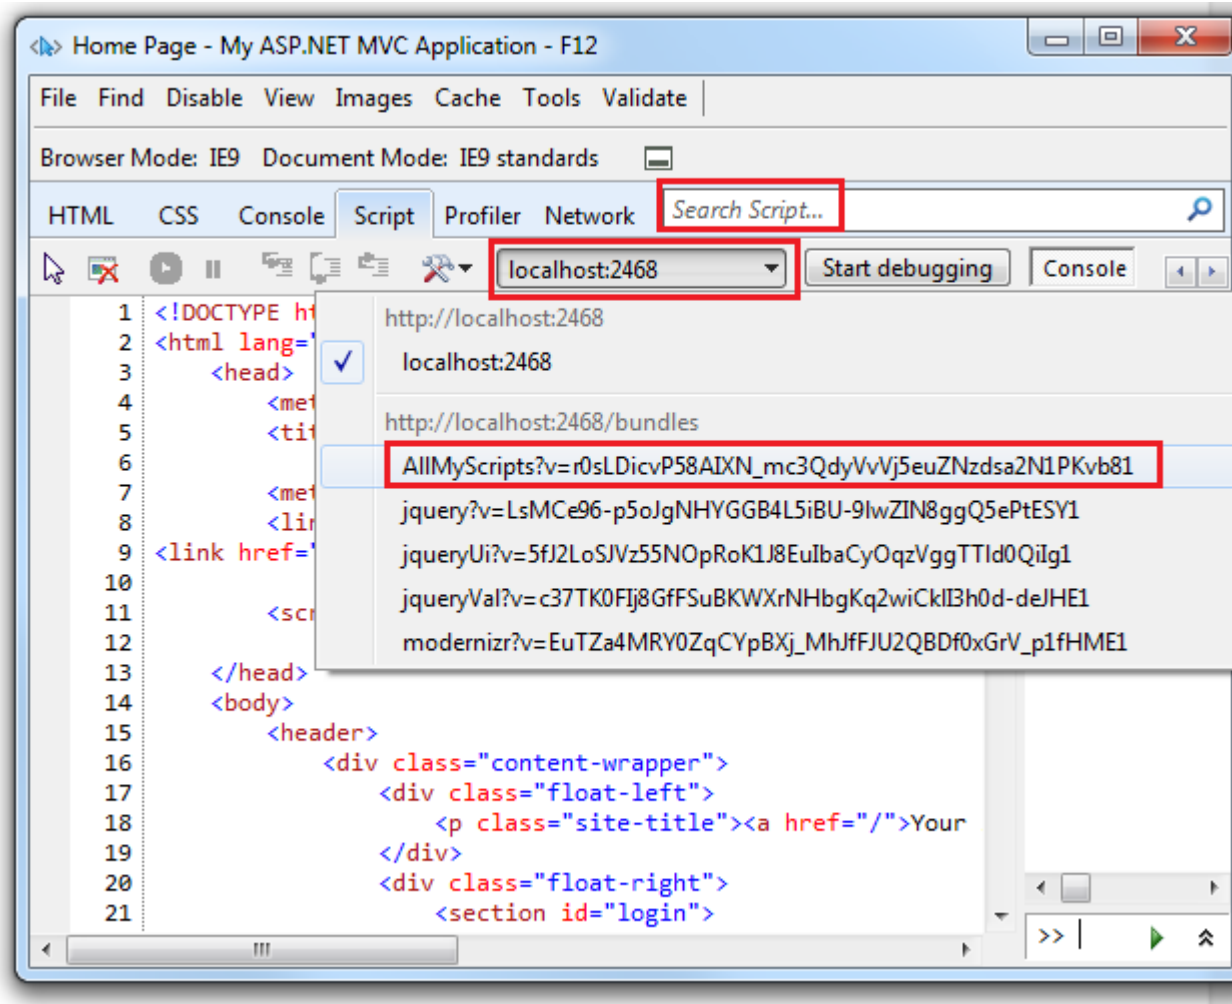 Home Page - My ASP.NET MVC Application - F12
File Find Disable View Images Cache Tools Validate
Browser Mode: IE9 Document Mode: IE9 standards
HTML CSS Console Script Profiler Network Search Script...
localhost:2468 Start debugging Console
1 <!DOCTYPE ht
2 <html lang="
3 <head>
4 <met
5 <tit
6
7 <met
8 <lin
9 <link href="
10
11 <scr
12
13 </head>
14 <body>
15 <header>
16 <div class="content-wrapper">
17 <div class="float-left">
18 <p class="site-title"><a href="/">Your
19 </div>
20 <div class="float-right">
21 <section id="login">
http://localhost:2468
localhost:2468
http://localhost:2468/bundles
AllMyScripts?v=r0sLDicvP58AIXN_mc3QdyVvVj5euZNzdsa2N1PKvb81
jquery?v=LsMCe96-p5oJgNHYGGB4L5iBU-9IwZIN8ggQ5ePtESY1
jqueryUi?v=5fJ2LoSJVz55NOpRoK1J8EuIbaCyOqzVggTTld0QiIg1
jqueryVal?v=c37TK0FIj8GfFSuBKWXrNHbgKq2wiCklI3h0d-deJHE1
modernizr?v=EuTZa4MRY0ZqCYpBXj_MhJfFJU2QBDf0xGrV_p1fHME1
>>